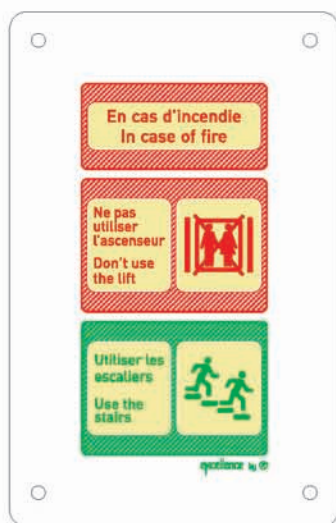 En cas d'incendie
In case of fire
Ne pas
utiliser
l'ascenseur
Don't use
the lift
Utiliser les
escaliers
Use the
stairs